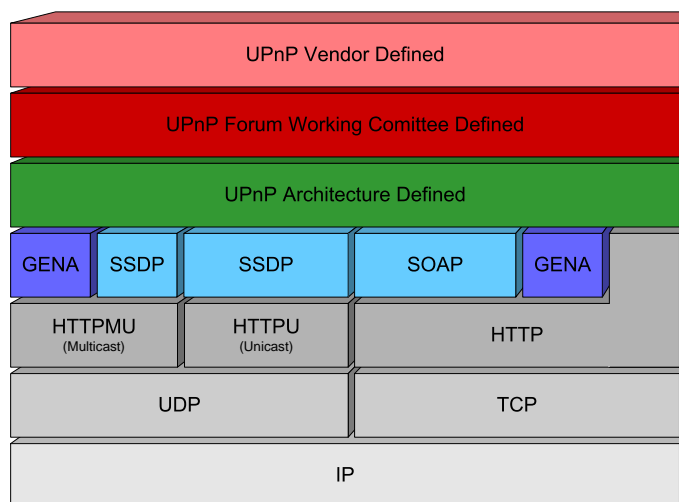 UPnP Vendor Defined
UPnP Forum Working Comittee Defined
UPnP Architecture Defined
GENA
SSDP
SSDP
SOAP
GENA
HTTPMU
(Multicast)
HTTPU
(Unicast)
HTTP
UDP
TCP
IP